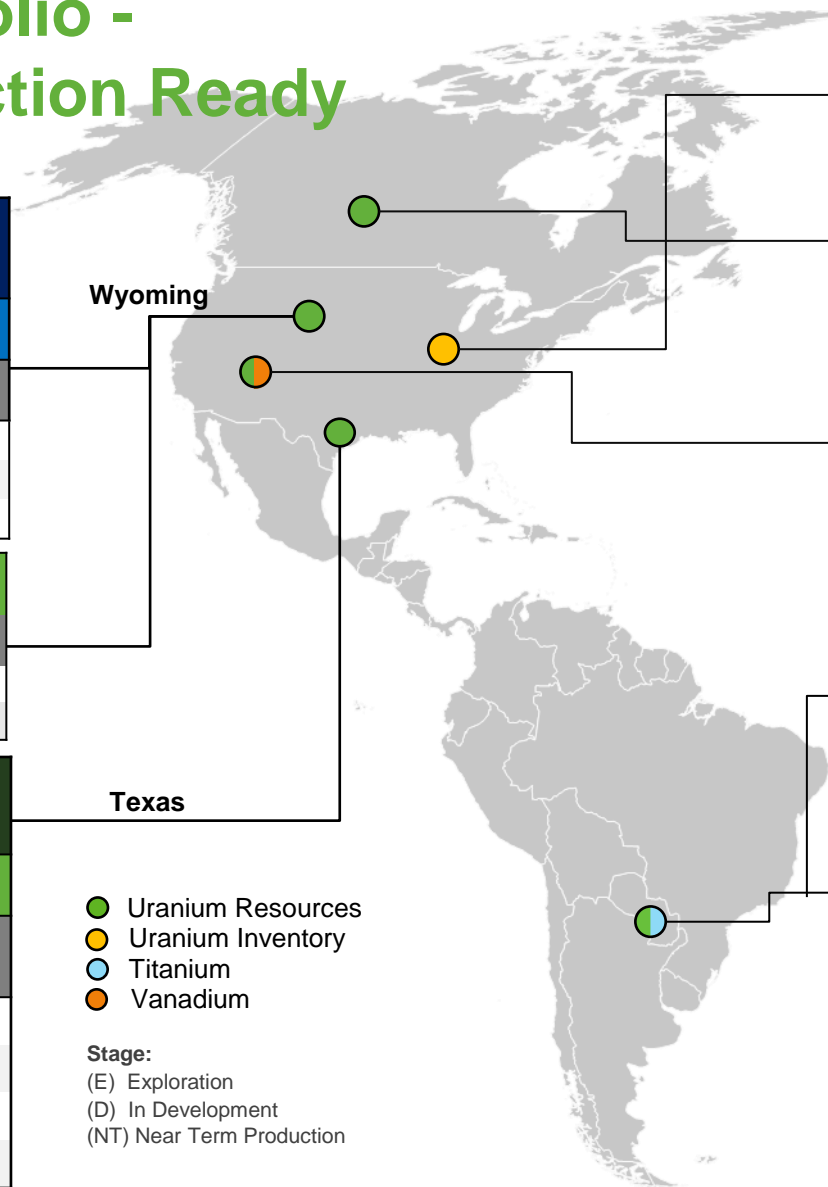 olio -
ction Ready
Wyoming
Texas
Uranium Resources
Uranium Inventory
Titanium
Vanadium
Stage:
(E) Exploration
(D) In Development
(NT) Near Term Production